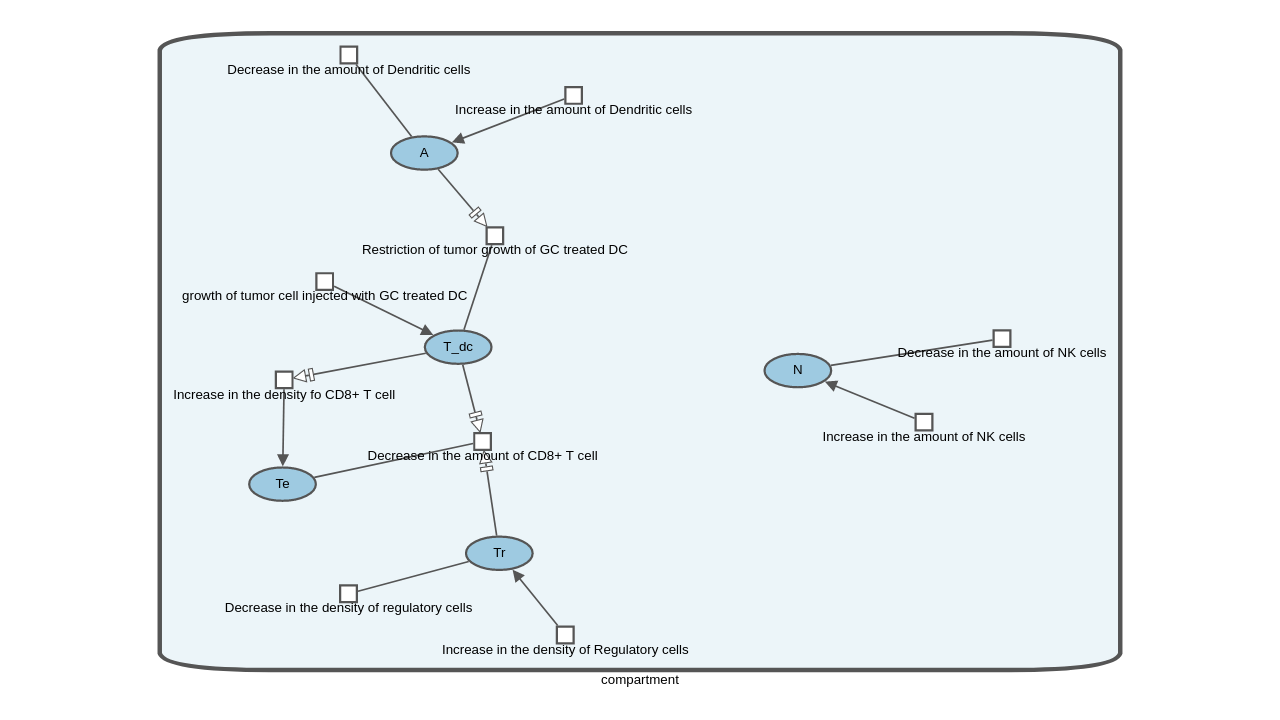 Decrease in the amount of Dendritic cells
Increase in the amount of Dendritic cells
A
Restriction of tumor growth of GC treated DC
growth of tumor cell injected with GC treated DC
T_dc
Decrease in the amount of NK cells
N
Increase in the density fo CD8+ T cell
Increase in the amount of NK cells
Decrease in the amount of CD8+ T cell
Te
Tr
Decrease in the density of regulatory cells
Increase in the density of Regulatory cells
compartment